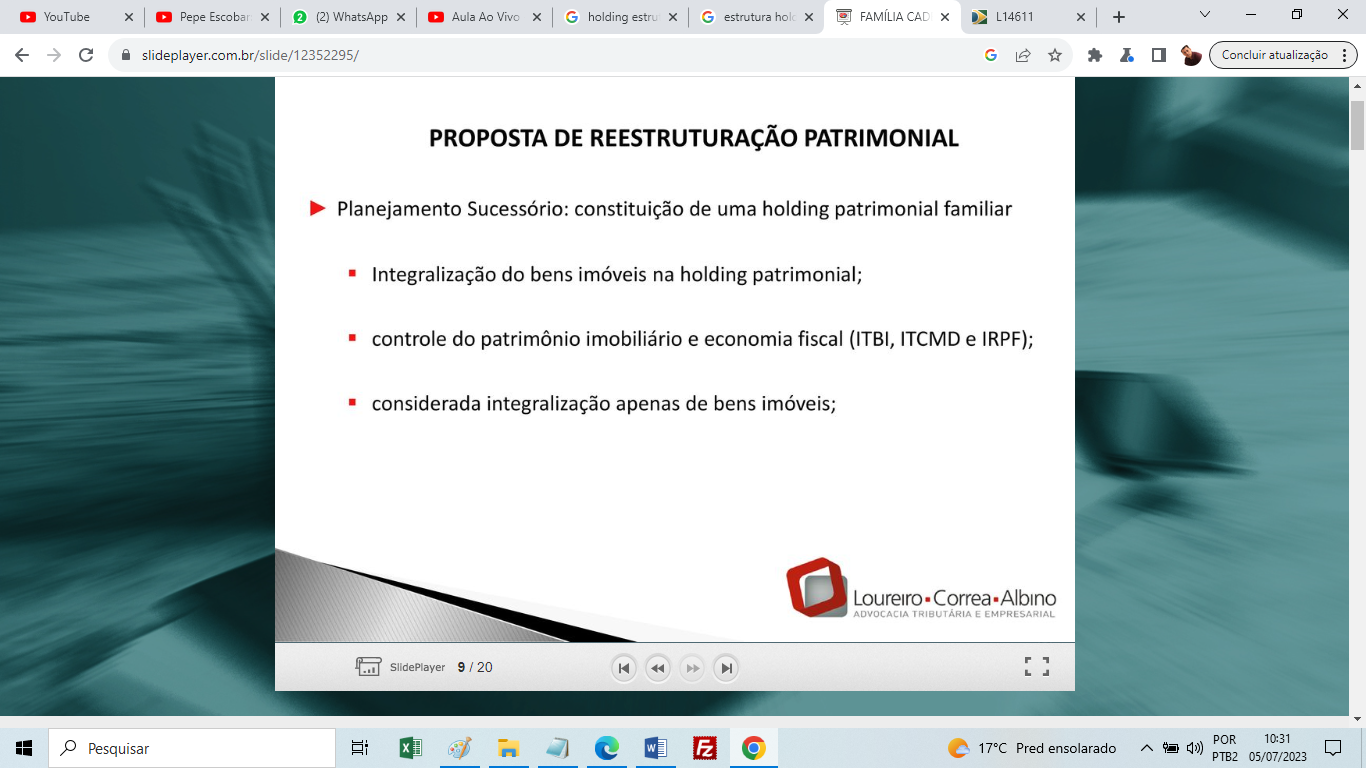 YouTube
Pepe Escobar
(2) WhatsApp
Aula Ao Vivo
holding estru
estrutura hold
FAMÍLIA CAD
L14611
slideplayer.com.br/slide/12352295/
Concluir atualização
PROPOSTA DE REESTRUTURAÇÃO PATRIMONIAL
Planejamento Sucessório: constituição de uma holding patrimonial familiar
Integralização do bens imóveis na holding patrimonial;
controle do patrimônio imobiliário e economia fiscal (ITBI, ITCMD e IRPF);
considerada integralização apenas de bens imóveis;
Loureiro Correa Albino
ADVOCACIA TRIBUTÁRIA E EMPRESARIAL
SlidePlayer 9 / 20
Pesquisar
17°C Pred ensolarado
POR
PTB2
10:31
05/07/2023